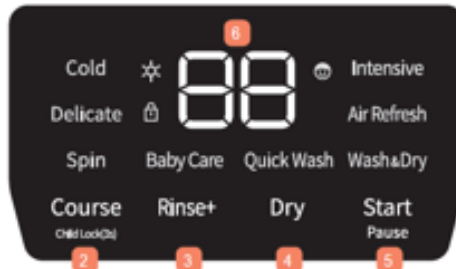 6
Cold 88 Intensive
Delicate Air Refresh
Spin Baby Care Quick Wash Wash&Dry
Course Rinse+ Dry Start
Child Lock(3s) Pause
2 3 4 5